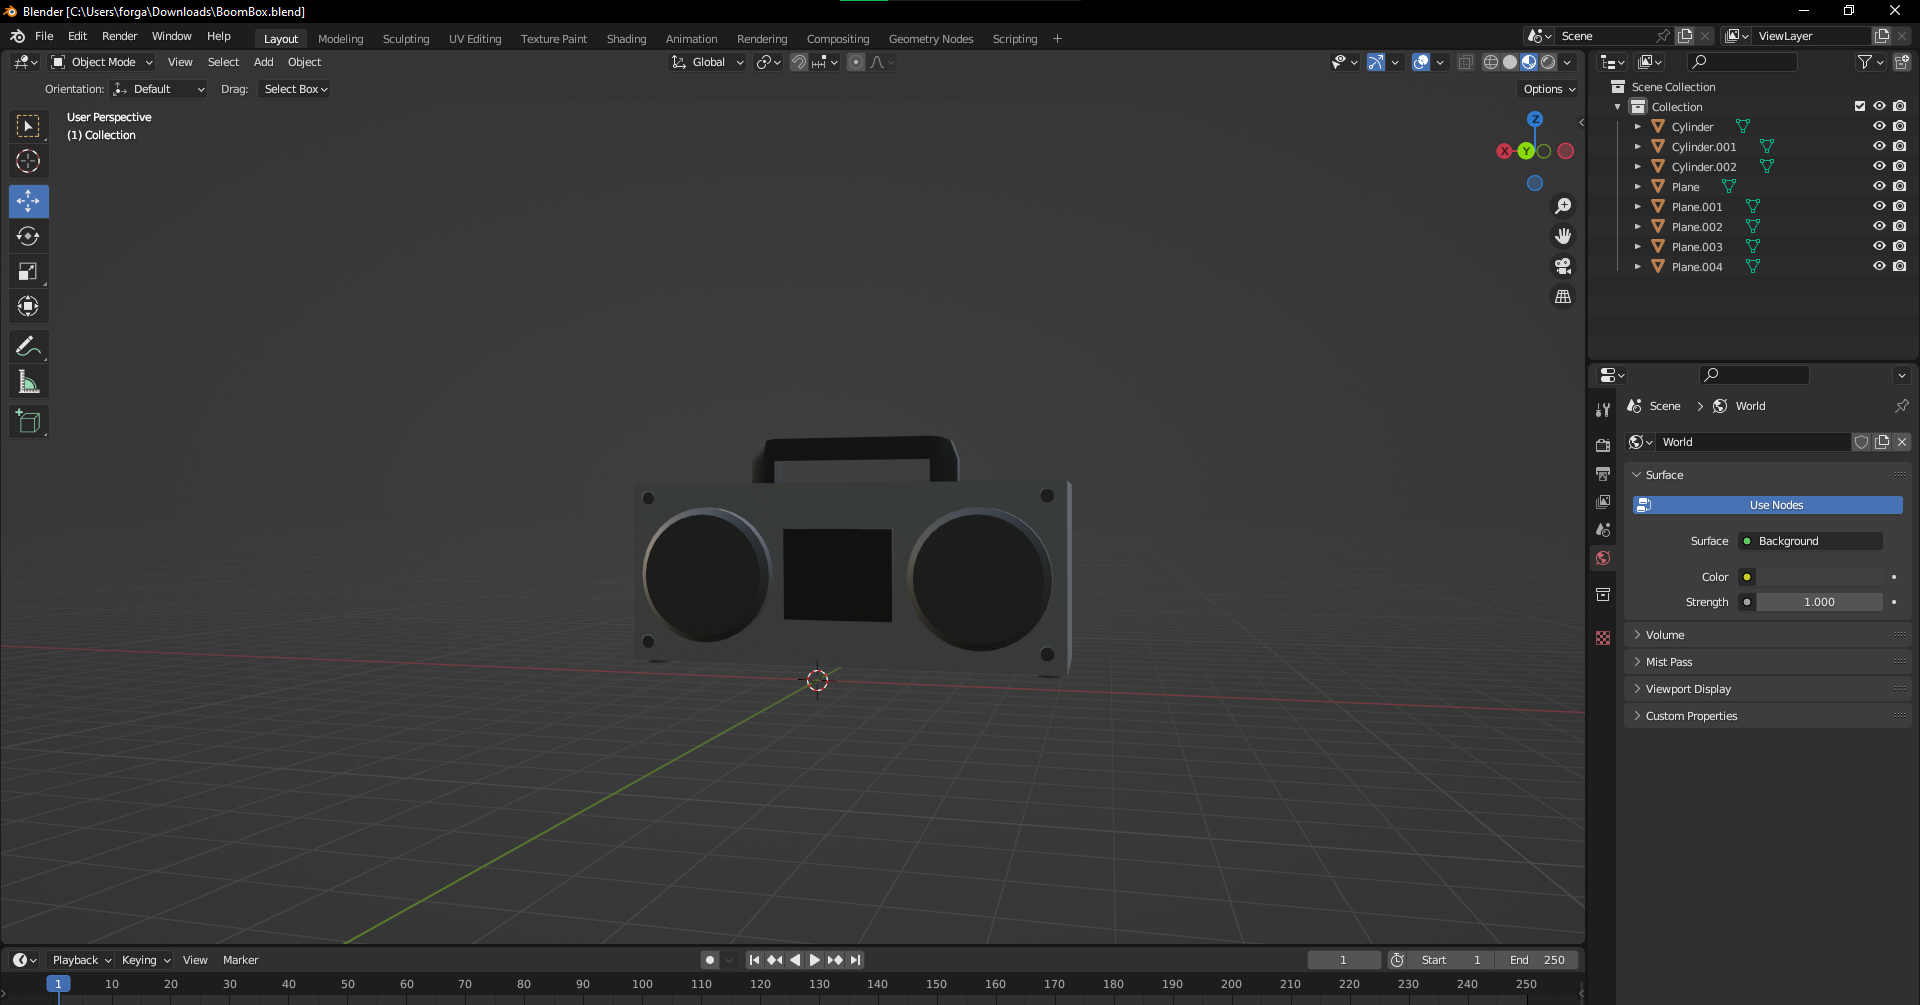 Blender [C:\Users\forga\Downloads\BoomBox.blend]
File Edit Render Window Help Layout Modeling Sculpting UV Editing Texture Paint Shading Animation Rendering Compositing Geometry Nodes Scripting + Scene ViewLayer
Object Mode View Select Add Object Global
Orientation: Default Drag: Select Box Options
User Perspective
(1) Collection
Z
X Y
Scene Collection
Collection
Cylinder
Cylinder.001
Cylinder.002
Plane
Plane.001
Plane.002
Plane.003
Plane.004
Scene > World
World
Surface
Use Nodes
Surface Background
Color
Strength 1.000
Volume
Mist Pass
Viewport Display
Custom Properties
Playback Keying View Marker 1 Start 1 End 250
1 10 20 30 40 50 60 70 80 90 100 110 120 130 140 150 160 170 180 190 200 210 220 230 240 250